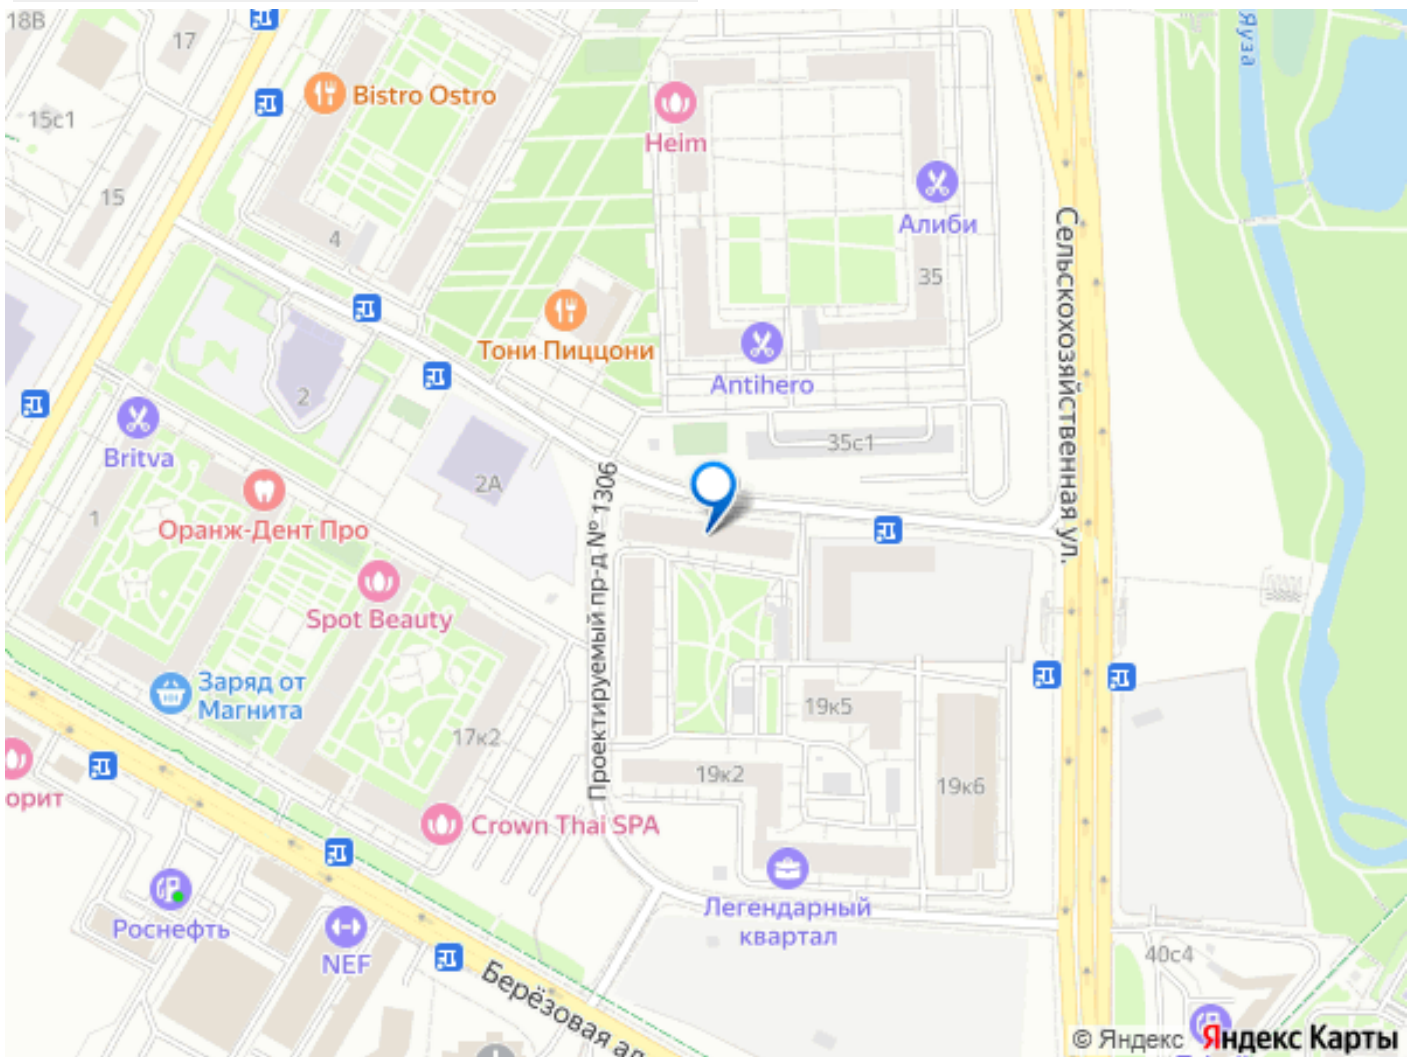 18В
17
Bistro Ostro
15с1
Heim
Яуза
15
Алиби
4
35
Сельскохозяйственная ул.
Тони Пиццони
Antihero
2
Britva
35с1
2А
Проектируемый пр-д № 1306
1
Оранж-Дент Про
Spot Beauty
Заряд от
Магнита
19к5
17к2
19к2
19к6
орит
Crown Thai SPA
Роснефть
NEF
Легендарный
квартал
Берёзовая ал
40с4
© Яндекс Яндекс Карты